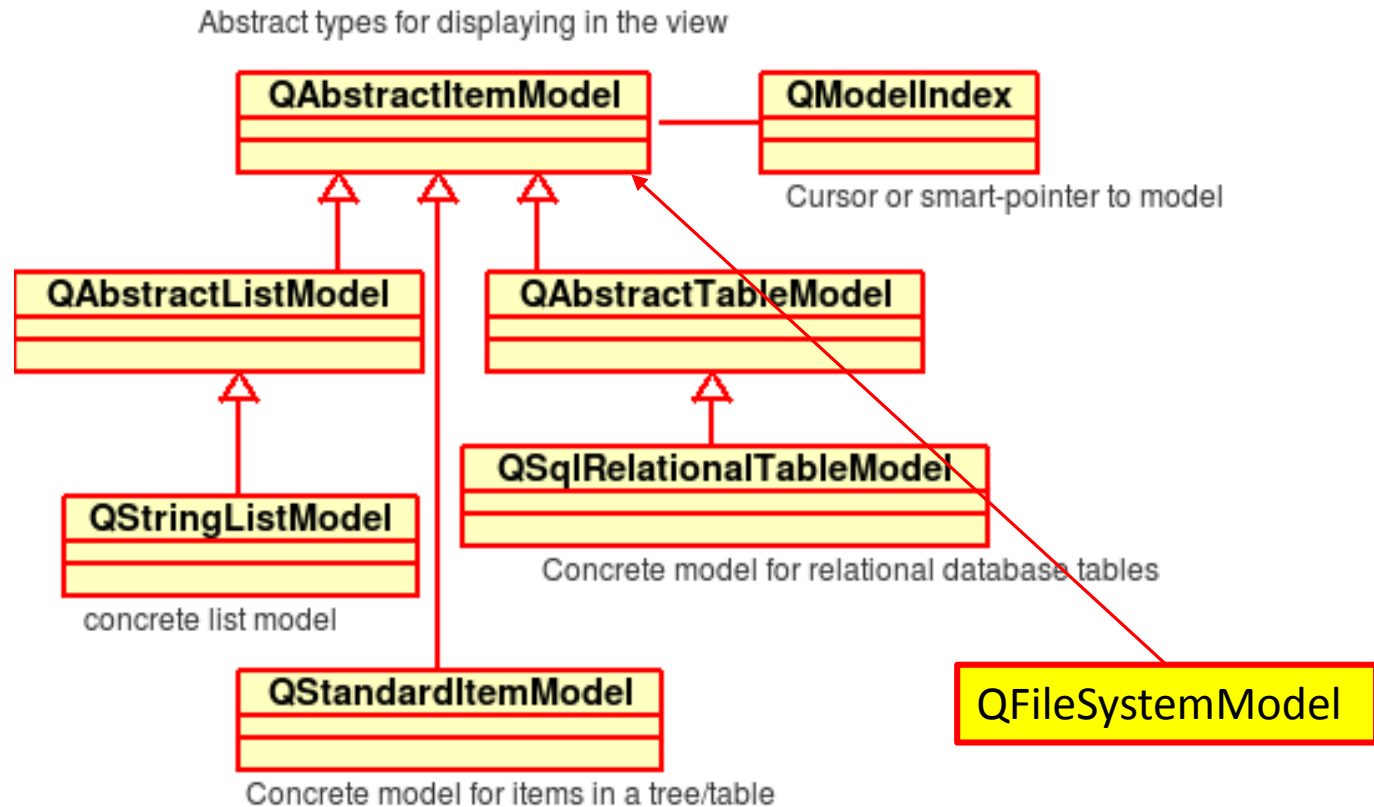 Abstract types for displaying in the view
QAbstractItemModel
QModelIndex
Cursor or smart-pointer to model
QAbstractListModel
QAbstractTableModel
QSqlRelationalTableModel
QStringListModel
Concrete model for relational database tables
concrete list model
QStandardItemModel
QFileSystemModel
Concrete model for items in a tree/table